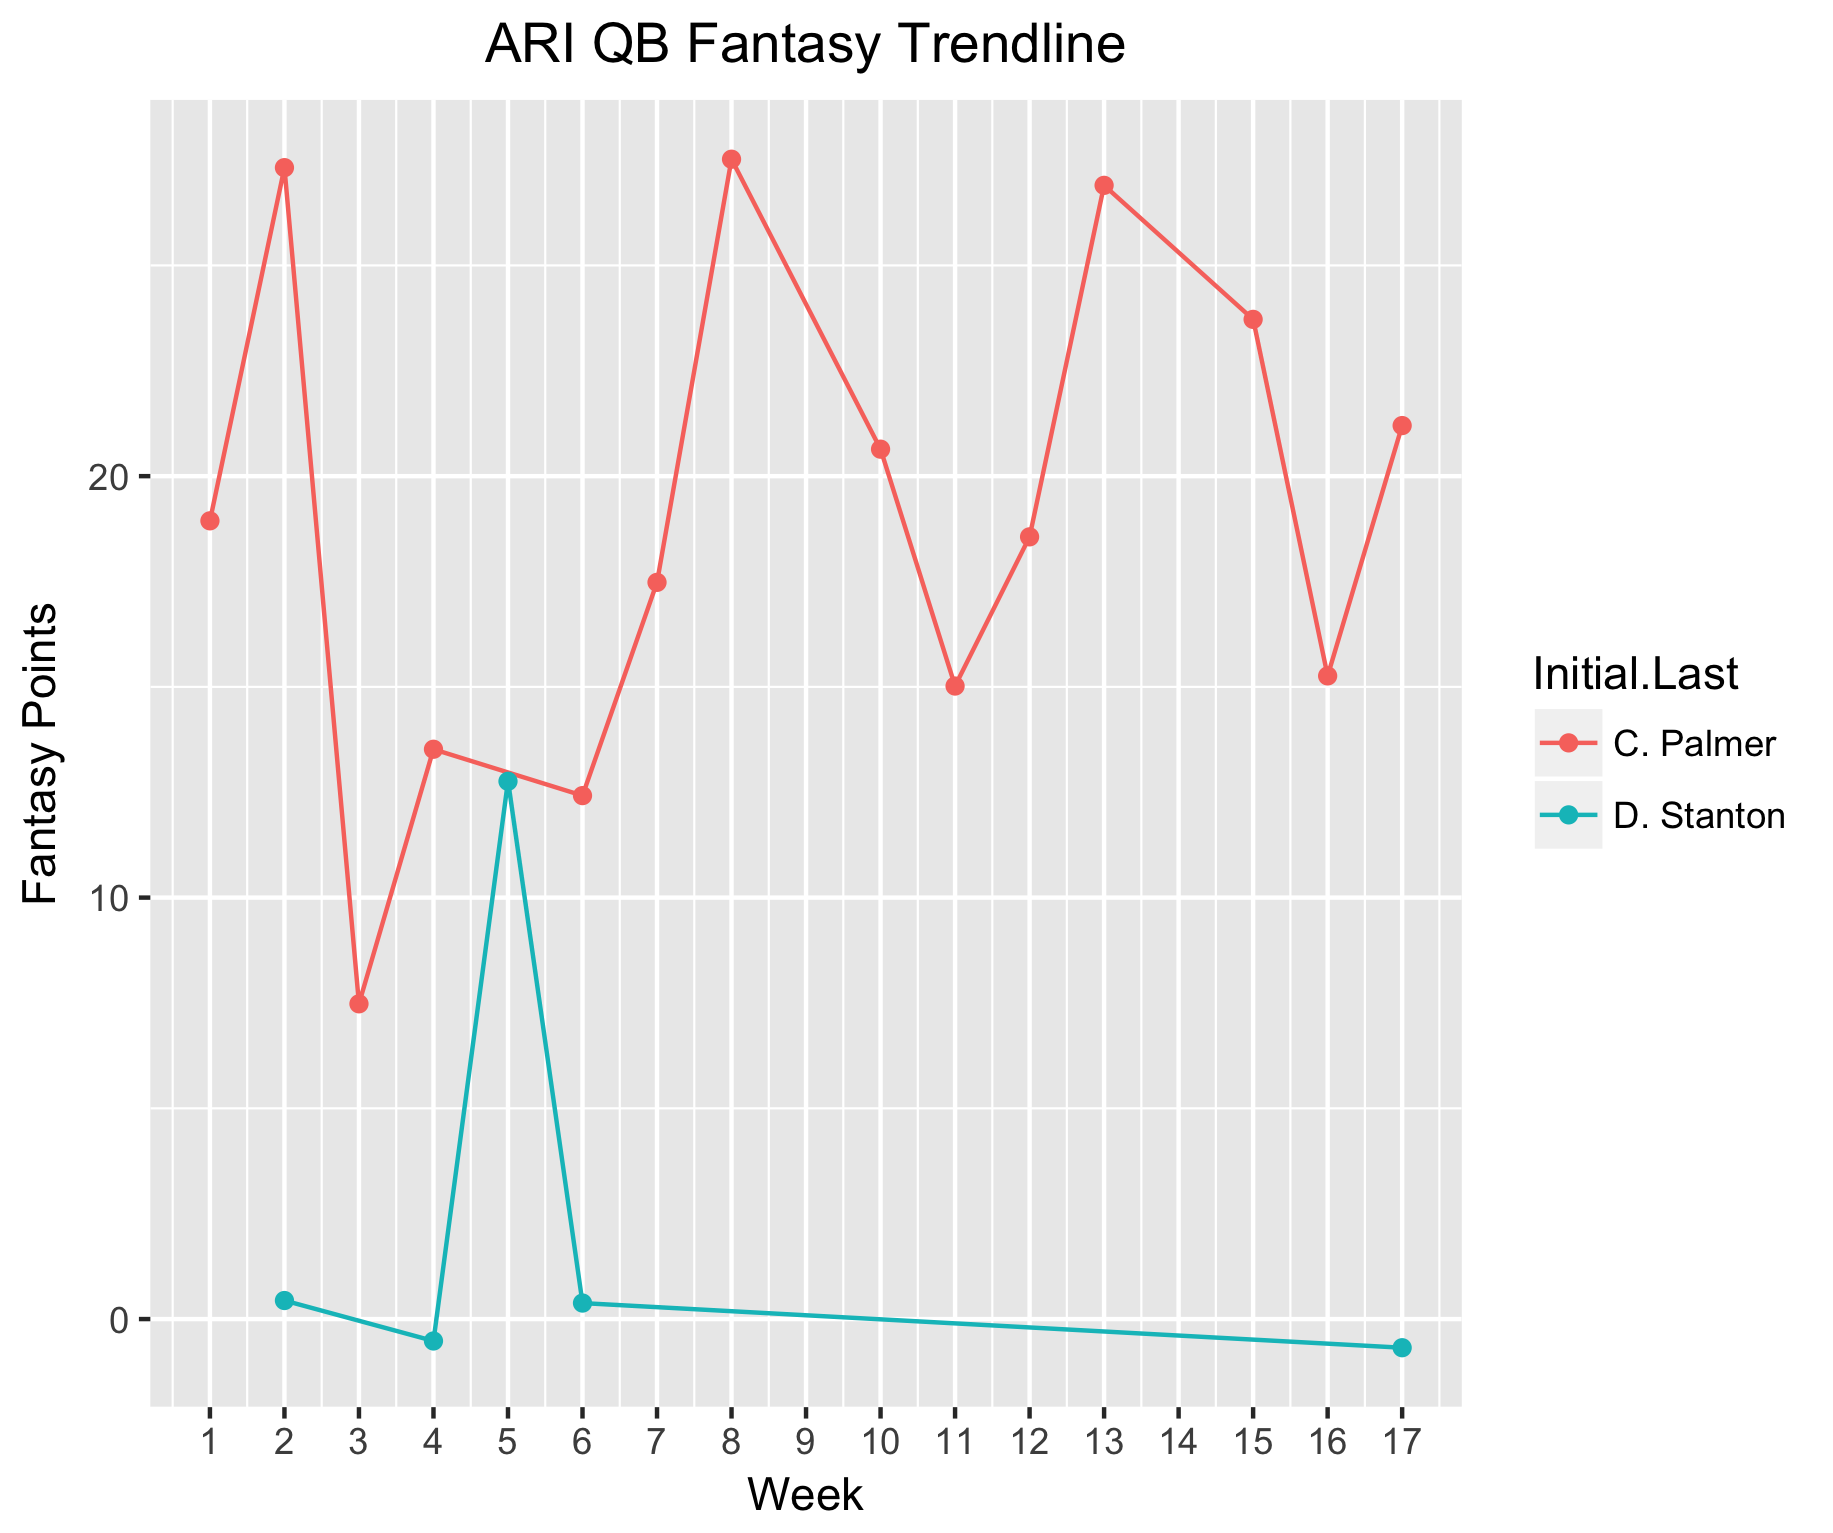 ARI QB Fantasy Trendline
Fantasy Points
20
10
0
1 2 3 4 5 6 7 8 9 10 11 12 13 14 15 16 17
Week
Initial.Last
C. Palmer
D. Stanton